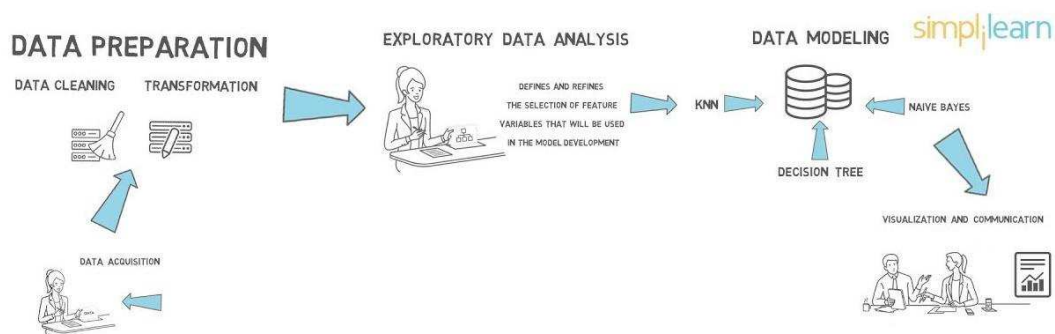 DATA PREPARATION
DATA CLEANING
TRANSFORMATION
DATA ACQUISITION
DATA
EXPLORATORY DATA ANALYSIS
DEFINES AND REFINES
THE SELECTION OF FEATURE
VARIABLES THAT WILL BE USED
IN THE MODEL DEVELOPMENT
KNN
DATA MODELING
NAIVE BAYES
DECISION TREE
simplilearn
VISUALIZATION AND COMMUNICATION